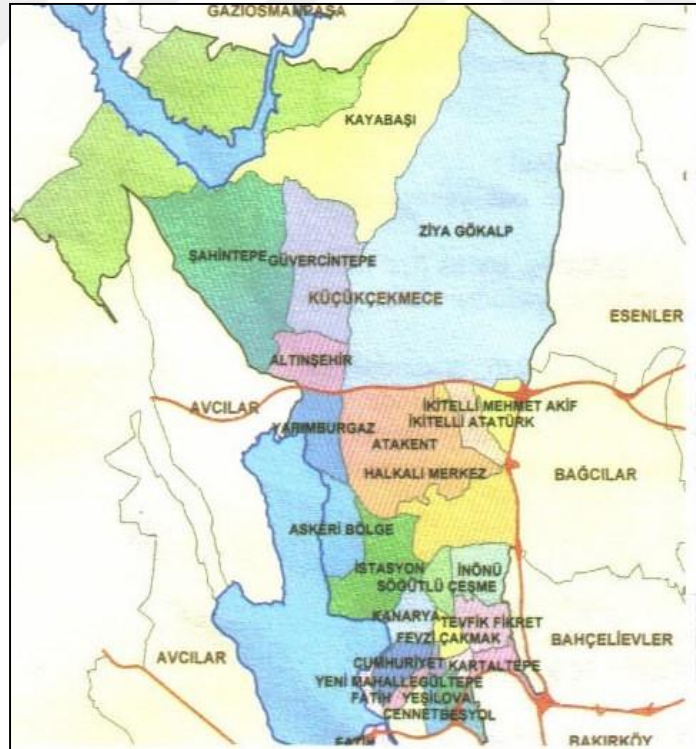 GAZİOSMANPAŞA
KAYABAŞI
ZİYA GÖKALP
ŞAHİNTEPE
GÜVERCİNTEPE
KÜÇÜKÇEKMECE
ESENLER
ALTINŞEHİR
AVCILAR
İKİTELLİ MEHMET AKİF
İKİTELLİ ATATÜRK
YARIMBURGAZ
ATAKENT
HALKALI MERKEZ
BAĞCILAR
ASKERİ BÖLGE
İSTASYON
İNÖNÜ
SÖGÜTLÜ ÇEŞME
KANARYA
TEVFİK FİKRET
FEVZİ ÇAKMAK
BAHÇELİEVLER
AVCILAR
CUMHURİYET
KARTALTEPE
YENİ MAHALLE
GÜLTEPE
FATİH
YEŞİLOVA
CENNET
BEŞYOL
FATİH
BAKIRKÖY